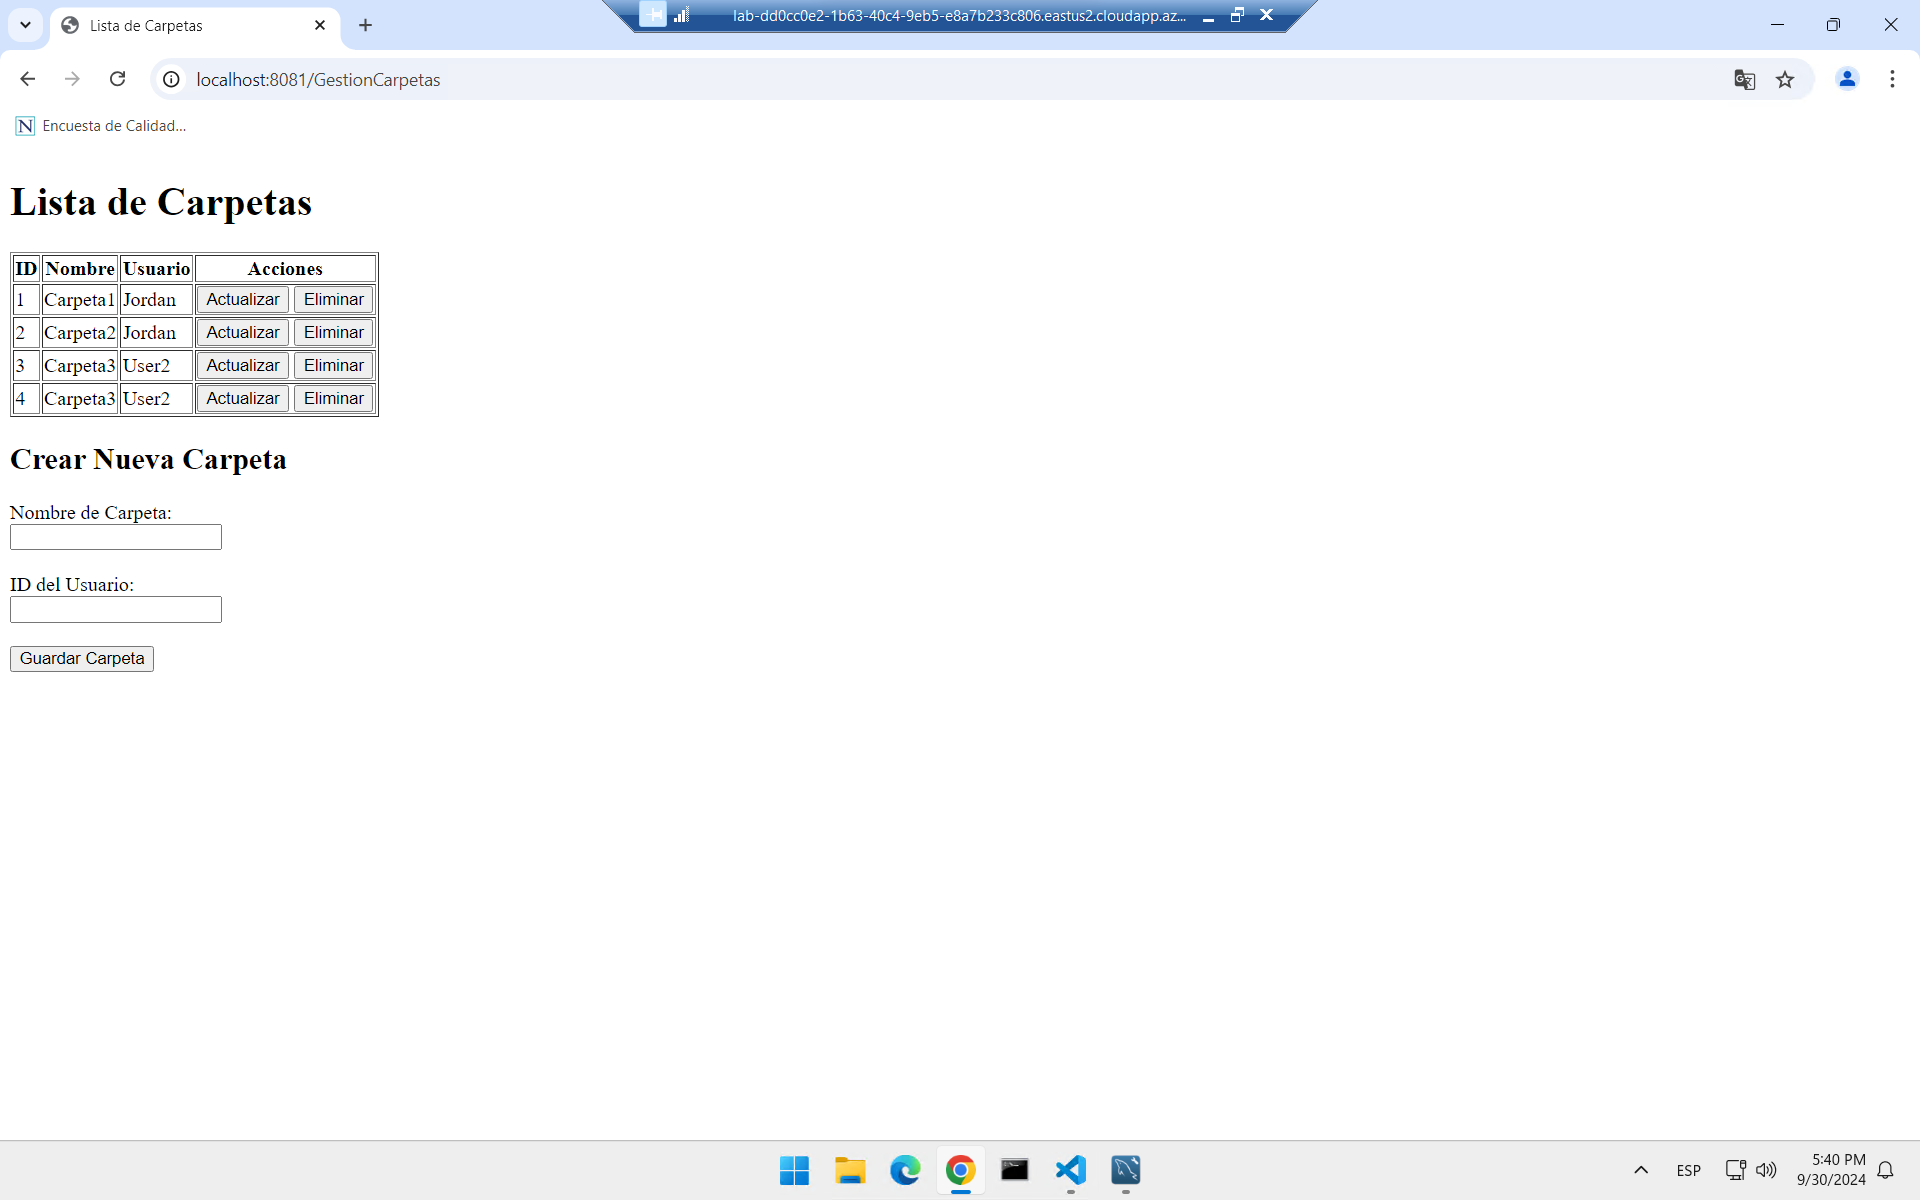 Lista de Carpetas
lab-dd0cc0e2-1b63-40c4-9eb5-e8a7b233c806.eastus2.cloudapp.az...
localhost:8081/GestionCarpetas
N Encuesta de Calidad...
Lista de Carpetas
ID Nombre Usuario Acciones
1 Carpeta1 Jordan Actualizar Eliminar
2 Carpeta2 Jordan Actualizar Eliminar
3 Carpeta3 User2 Actualizar Eliminar
4 Carpeta3 User2 Actualizar Eliminar
Crear Nueva Carpeta
Nombre de Carpeta:
ID del Usuario:
Guardar Carpeta
ESP
5:40 PM
9/30/2024